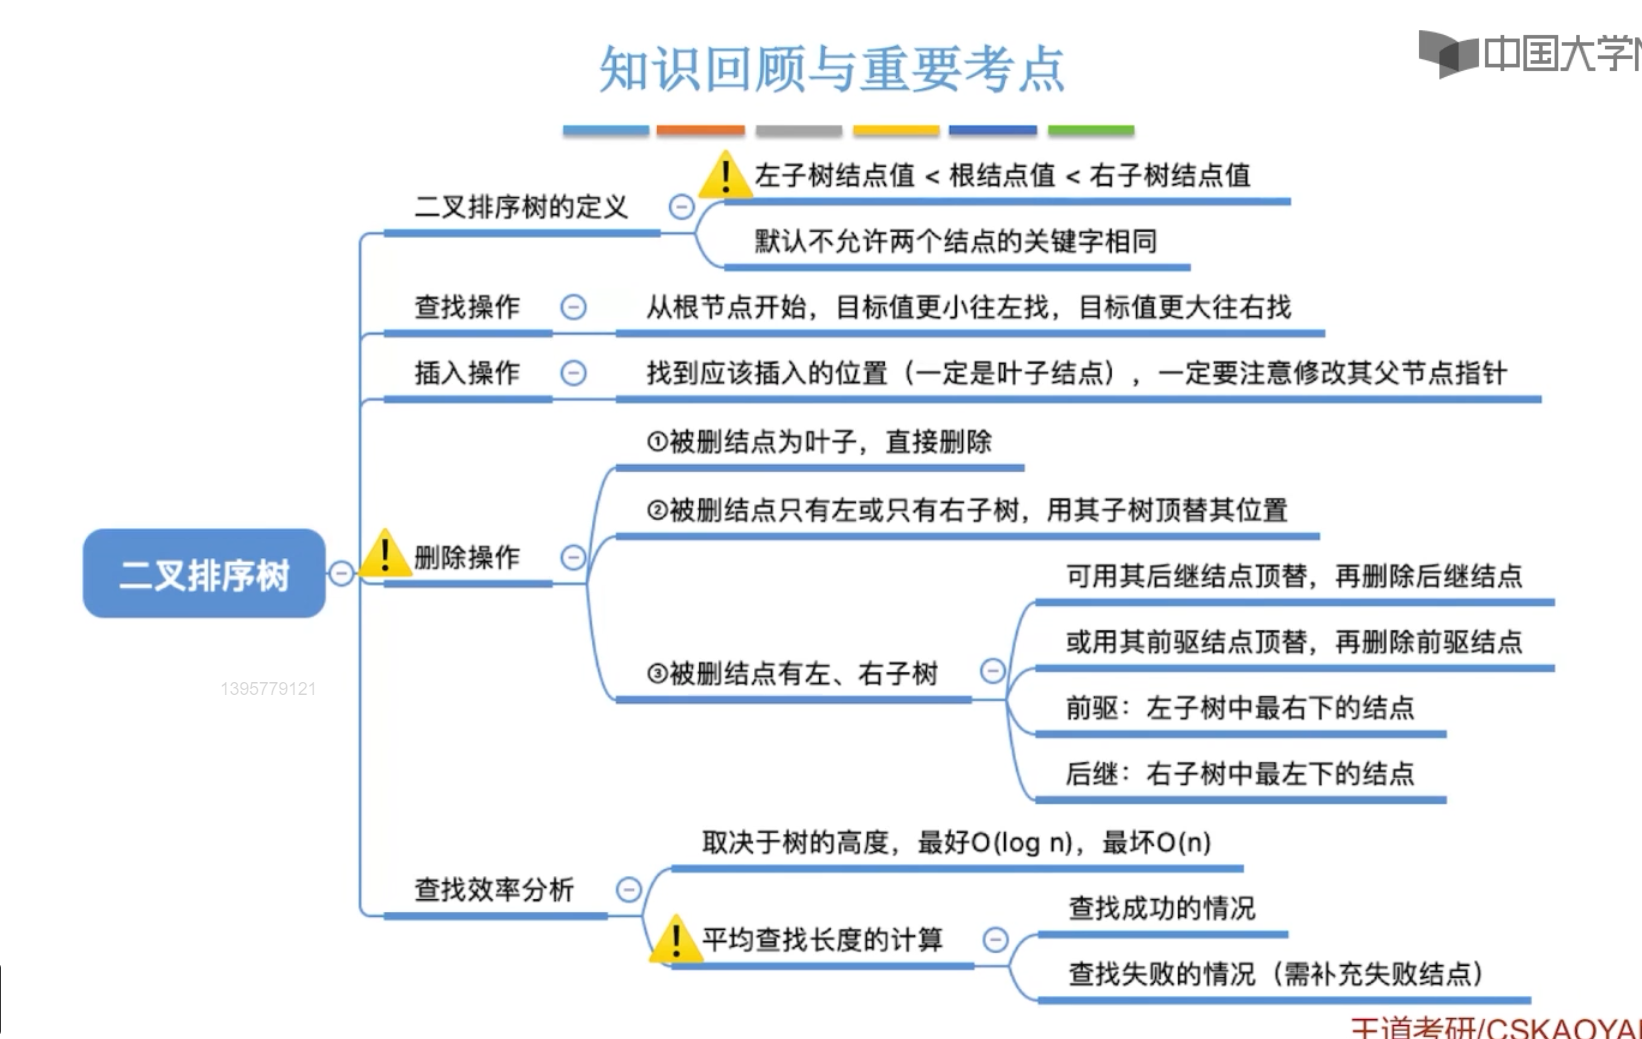 知识回顾与重要考点
中国大学
左子树结点值 < 根结点值 < 右子树结点值
二叉排序树的定义
默认不允许两个结点的关键字相同
查找操作
从根节点开始，目标值更小往左找，目标值更大往右找
插入操作
找到应该插入的位置（一定是叶子结点），一定要注意修改其父节点指针
①被删结点为叶子，直接删除
②被删结点只有左或只有右子树，用其子树顶替其位置
二叉排序树
删除操作
可用其后继结点顶替，再删除后继结点
或用其前驱结点顶替，再删除前驱结点
③被删结点有左、右子树
1395779121
前驱：左子树中最右下的结点
后继：右子树中最左下的结点
取决于树的高度，最好O(log n)，最坏O(n)
查找效率分析
查找成功的情况
平均查找长度的计算
查找失败的情况（需补充失败结点）
王道考研/CSKAOYA